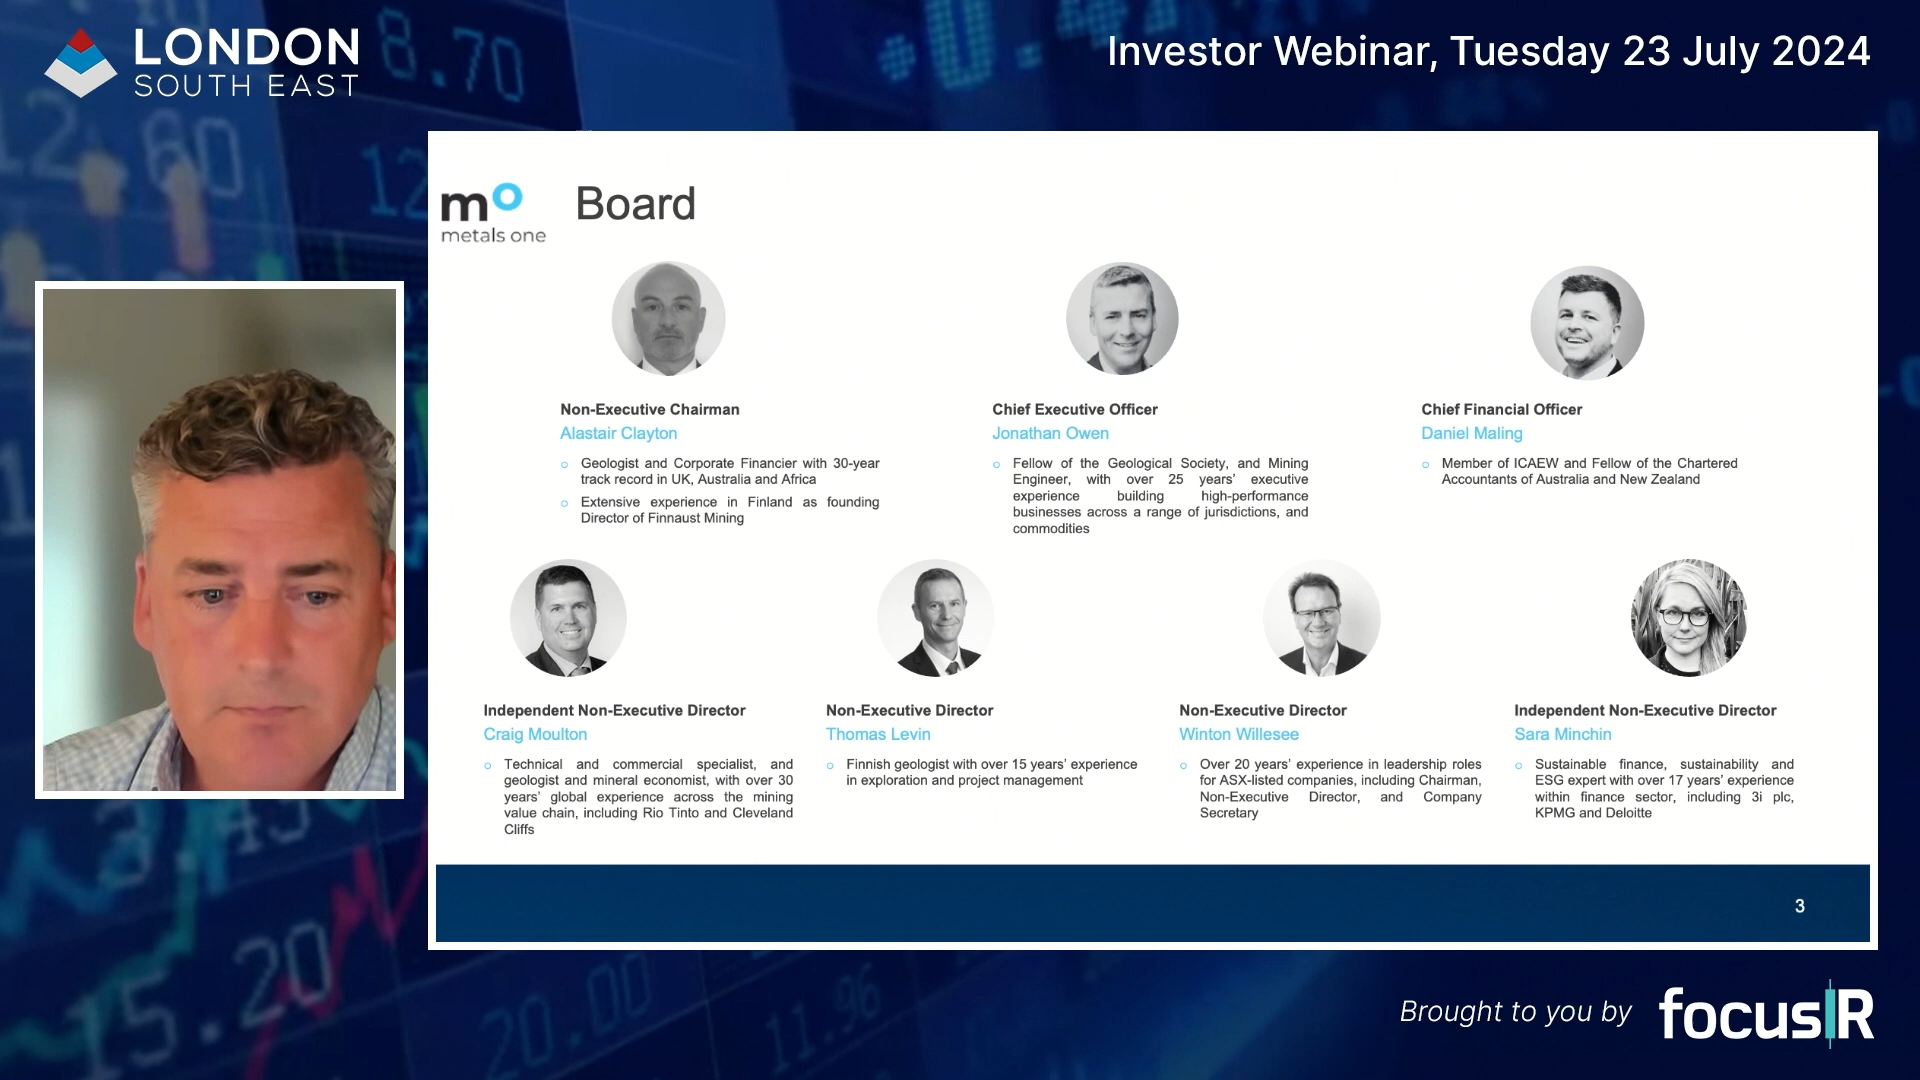 LONDON
SOUTH EAST
Investor Webinar, Tuesday 23 July 2024
8.70
mo
metals one
Board
Non-Executive Chairman
Alastair Clayton
Geologist and Corporate Financier with 30-year
track record in UK, Australia and Africa
Extensive experience in Finland as founding
Director of Finnaust Mining
Chief Executive Officer
Jonathan Owen
Fellow of the Geological Society, and Mining
Engineer, with over 25 years' executive
experience building high-performance
businesses across a range of jurisdictions, and
commodities
Chief Financial Officer
Daniel Maling
Member of ICAEW and Fellow of the Chartered
Accountants of Australia and New Zealand
Independent Non-Executive Director
Craig Moulton
Technical and commercial specialist, and
geologist and mineral economist, with over 30
years' global experience across the mining
value chain, including Rio Tinto and Cleveland
Cliffs
Non-Executive Director
Thomas Levin
Finnish geologist with over 15 years' experience
in exploration and project management
Non-Executive Director
Winton Willesee
Over 20 years' experience in leadership roles
for ASX-listed companies, including Chairman,
Non-Executive Director, and Company
Secretary
Independent Non-Executive Director
Sara Minchin
Sustainable finance, sustainability and
ESG expert with over 17 years' experience
within finance sector, including 3i plc,
KPMG and Deloitte
3
15.20
20.00
11.96
Brought to you by
focusIR